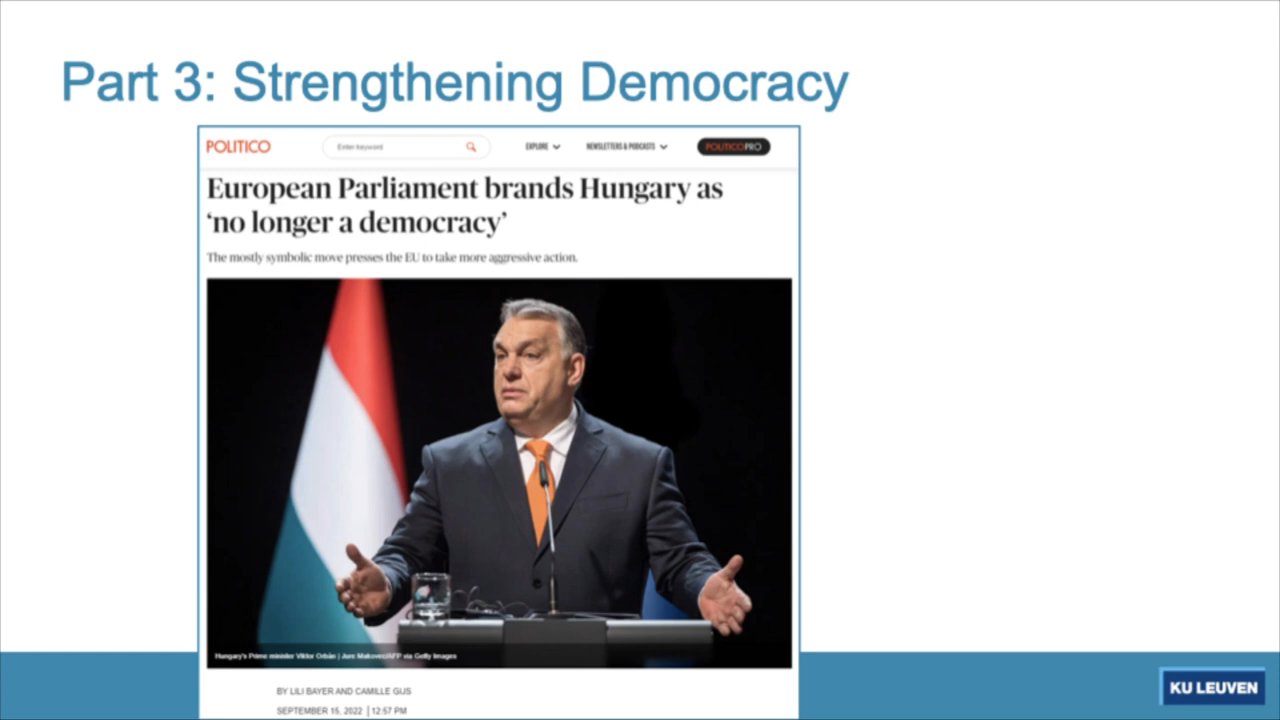 Part 3: Strengthening Democracy
POLITICO
Enter keyword
EXPLORE
NEWSLETTERS & PODCASTS
POLITICOPRO
European Parliament brands Hungary as
‘no longer a democracy’
The mostly symbolic move presses the EU to take more aggressive action.
Hungary's Prime minister Viktor Orbán | Jure Makovec/AFP via Getty Images
BY LILI BAYER AND CAMILLE GIJS
SEPTEMBER 15, 2022 | 12:57 PM
KU LEUVEN